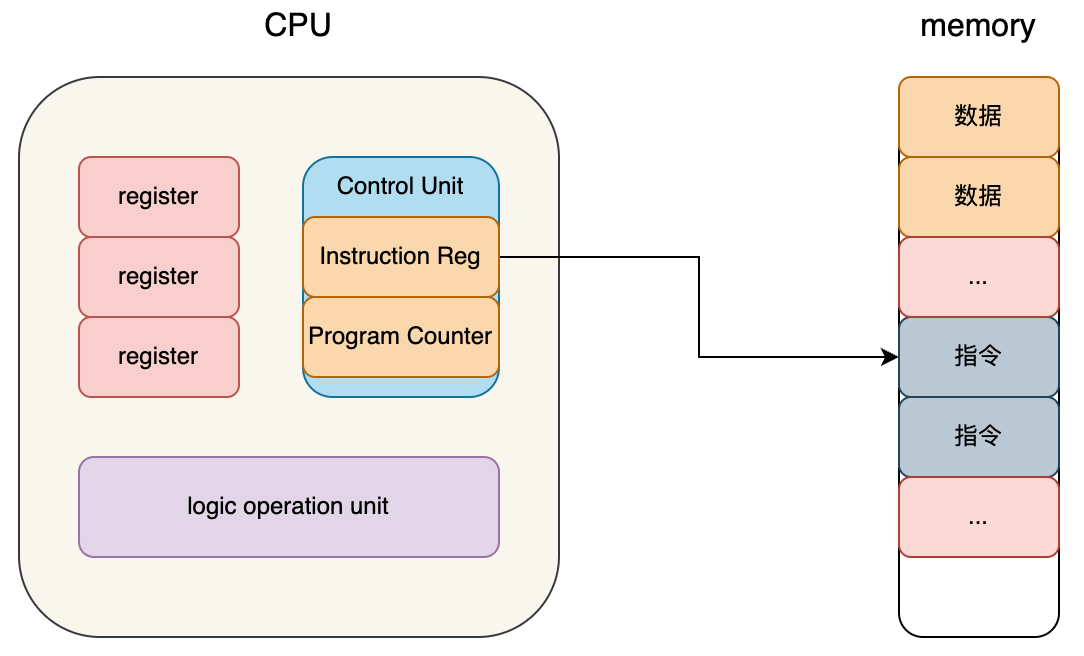 CPU
memory
register
register
register
Control Unit
Instruction Reg
Program Counter
logic operation unit
数据
数据
...
指令
指令
...